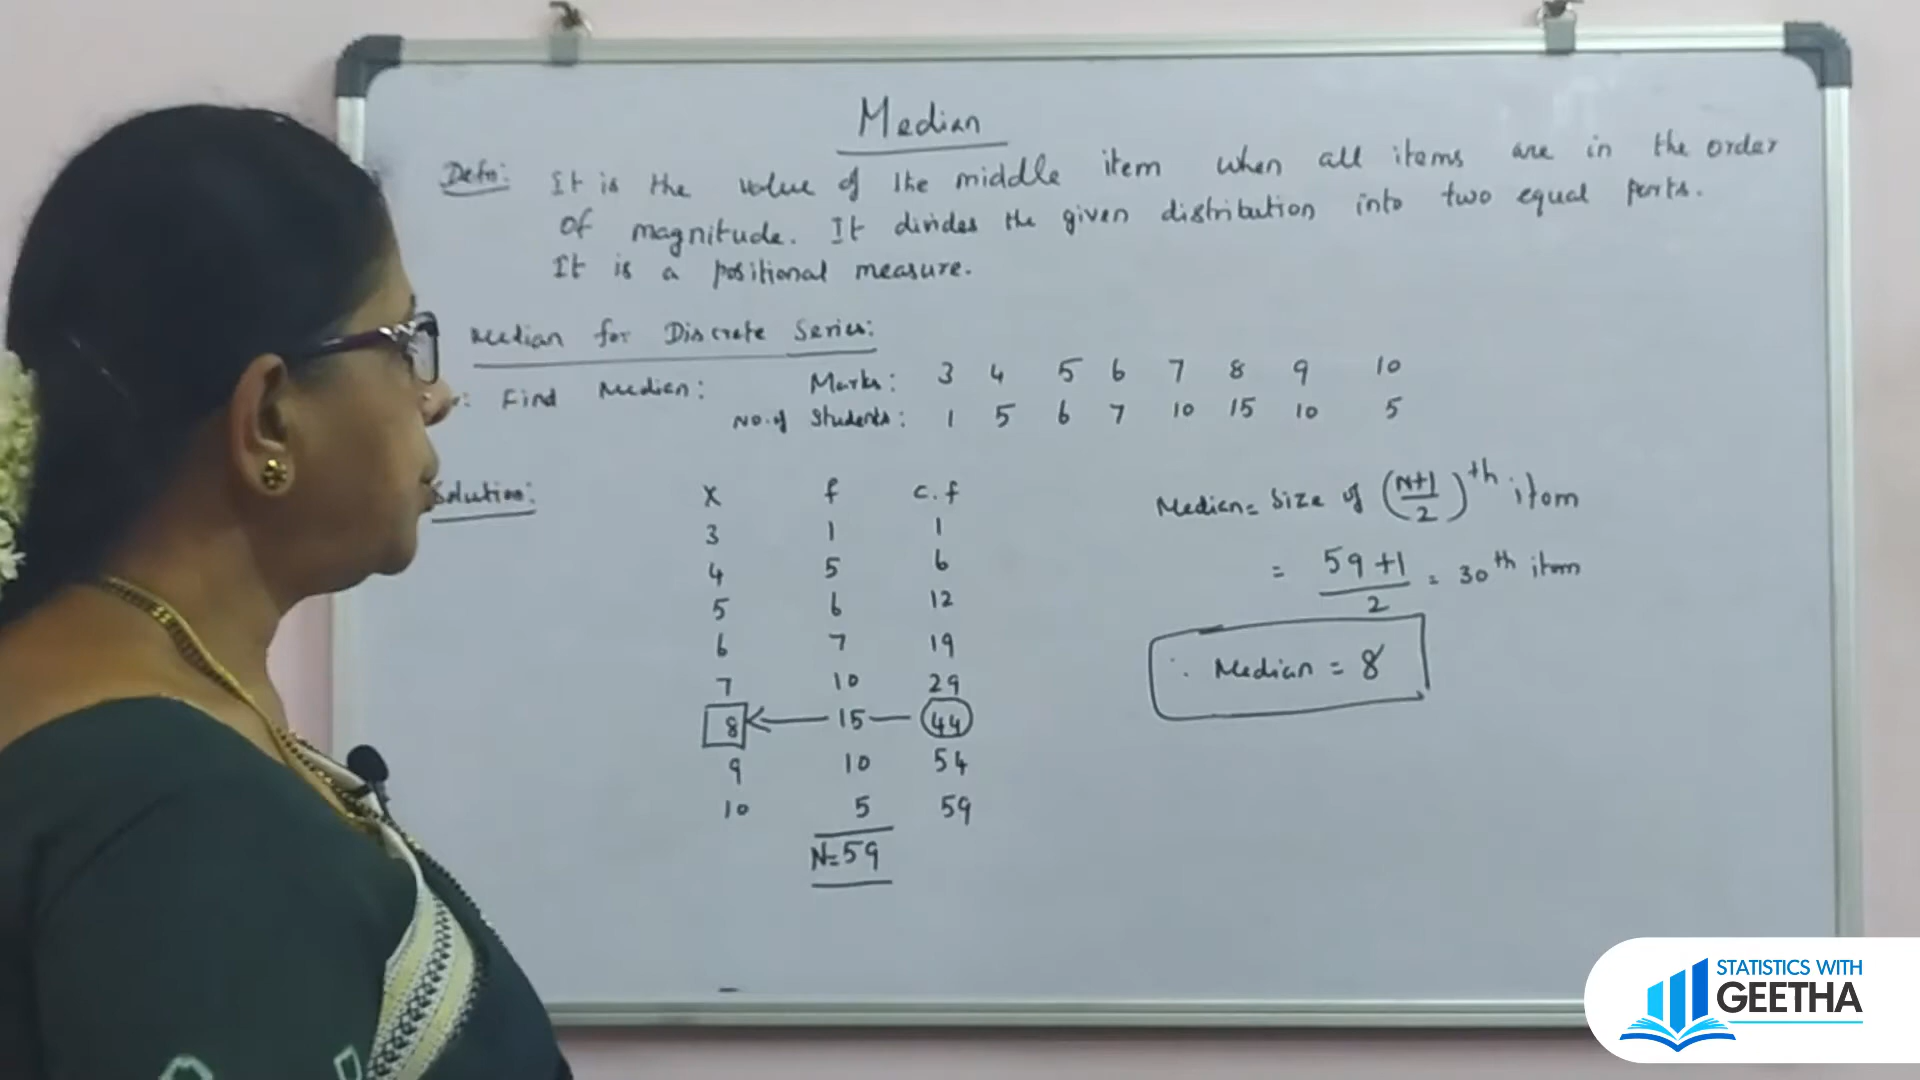 Median
Defn: It is the value of the middle item when all items are in the order
of magnitude. It divides the given distribution into two equal parts.
It is a positional measure.
Median for Discrete Series:
: Find Median: Marks: 3 4 5 6 7 8 9 10
No. of Students: 1 5 6 7 10 15 10 5
Solution:
X f c.f
3 1 1
4 5 6
5 6 12
6 7 19
7 10 29
8 15 44
9 10 54
10 5 59
N=59
Median = Size of (N+1/2)th item
= 59+1/2 = 30th item
∴ Median = 8
STATISTICS WITH
GEETHA